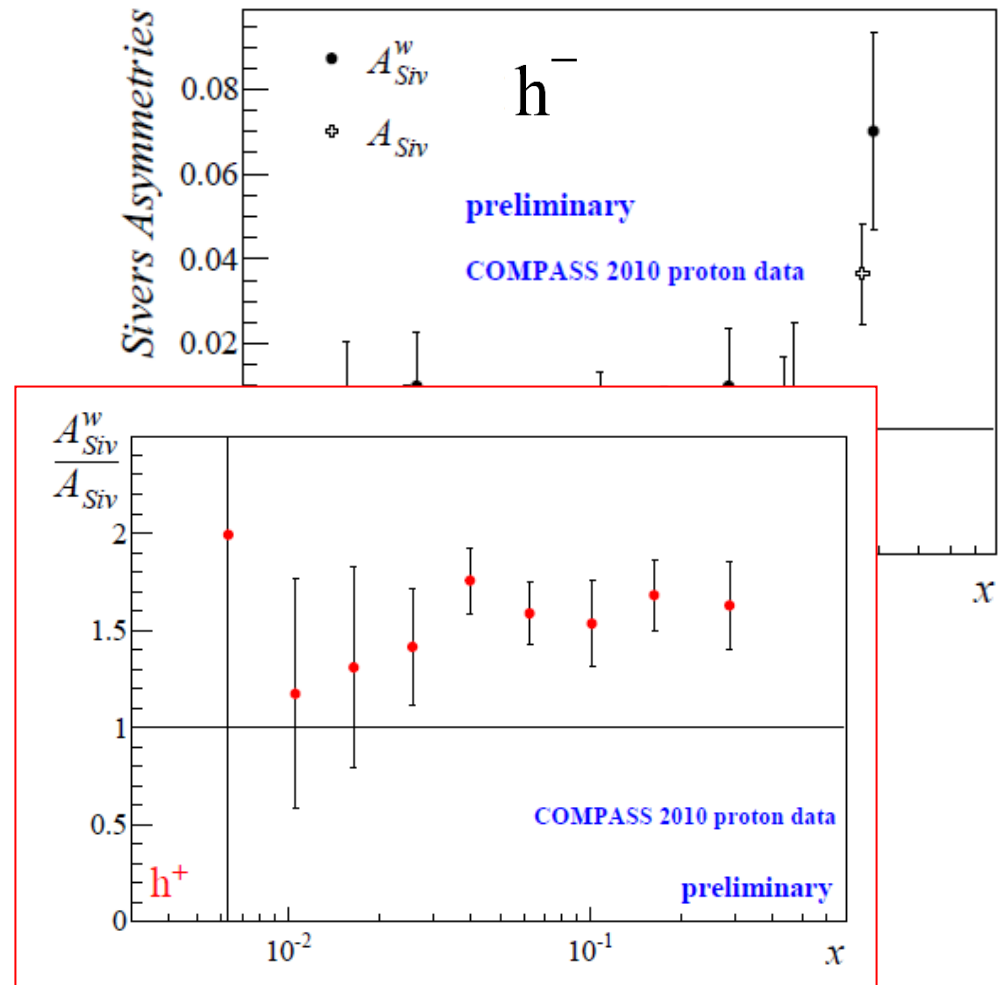 Sivers Asymmetries
A^w_Siv
A_Siv
h⁻
0.08
0.06
0.04
0.02
preliminary
COMPASS 2010 proton data
x
A^w_Siv
A_Siv
2
1.5
1
0.5
0
COMPASS 2010 proton data
h⁺
preliminary
10⁻²
10⁻¹
x